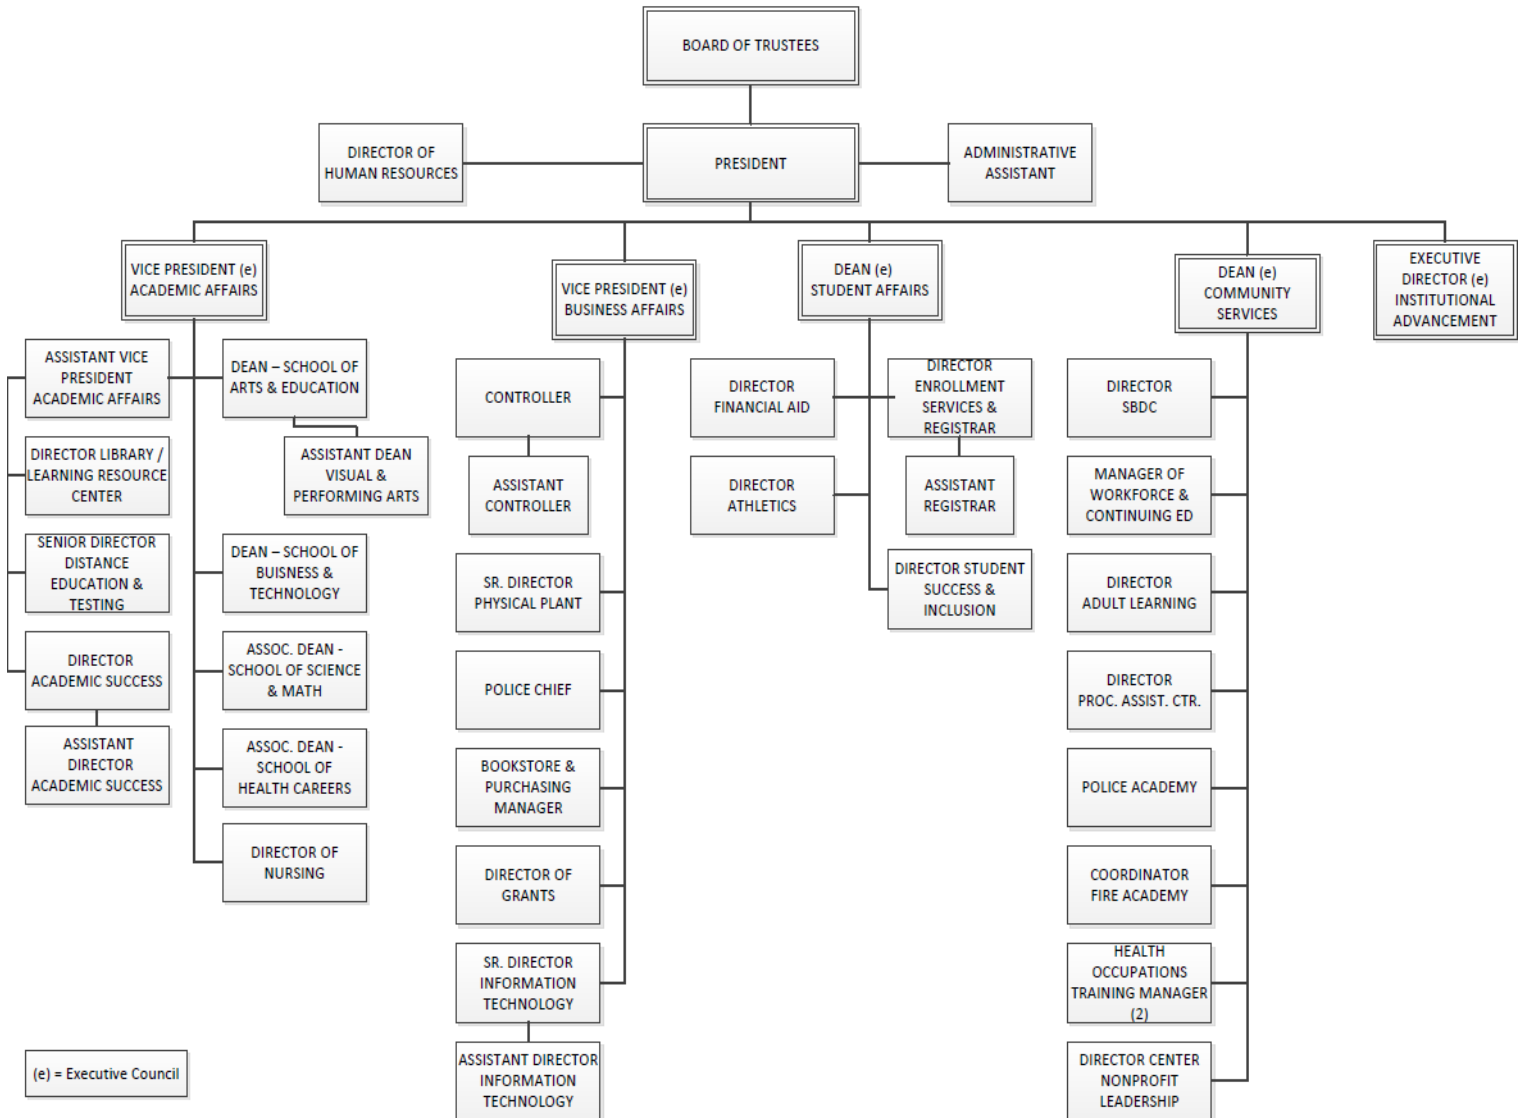 BOARD OF TRUSTEES
DIRECTOR OF
HUMAN RESOURCES
PRESIDENT
ADMINISTRATIVE
ASSISTANT
VICE PRESIDENT (e)
ACADEMIC AFFAIRS
VICE PRESIDENT (e)
BUSINESS AFFAIRS
DEAN (e)
STUDENT AFFAIRS
DEAN (e)
COMMUNITY
SERVICES
EXECUTIVE
DIRECTOR (e)
INSTITUTIONAL
ADVANCEMENT
ASSISTANT VICE
PRESIDENT
ACADEMIC AFFAIRS
DIRECTOR LIBRARY /
LEARNING RESOURCE
CENTER
SENIOR DIRECTOR
DISTANCE
EDUCATION &
TESTING
DIRECTOR
ACADEMIC SUCCESS
ASSISTANT
DIRECTOR
ACADEMIC SUCCESS
DEAN – SCHOOL OF
ARTS & EDUCATION
ASSISTANT DEAN
VISUAL &
PERFORMING ARTS
DEAN – SCHOOL OF
BUISNESS &
TECHNOLOGY
ASSOC. DEAN -
SCHOOL OF SCIENCE
& MATH
ASSOC. DEAN -
SCHOOL OF
HEALTH CAREERS
DIRECTOR OF
NURSING
CONTROLLER
ASSISTANT
CONTROLLER
SR. DIRECTOR
PHYSICAL PLANT
POLICE CHIEF
BOOKSTORE &
PURCHASING
MANAGER
DIRECTOR OF
GRANTS
SR. DIRECTOR
INFORMATION
TECHNOLOGY
ASSISTANT DIRECTOR
INFORMATION
TECHNOLOGY
DIRECTOR
FINANCIAL AID
DIRECTOR
ATHLETICS
DIRECTOR
ENROLLMENT
SERVICES &
REGISTRAR
ASSISTANT
REGISTRAR
DIRECTOR STUDENT
SUCCESS &
INCLUSION
DIRECTOR
SBDC
MANAGER OF
WORKFORCE &
CONTINUING ED
DIRECTOR
ADULT LEARNING
DIRECTOR
PROC. ASSIST. CTR.
POLICE ACADEMY
COORDINATOR
FIRE ACADEMY
HEALTH
OCCUPATIONS
TRAINING MANAGER
(2)
DIRECTOR CENTER
NONPROFIT
LEADERSHIP
(e) = Executive Council